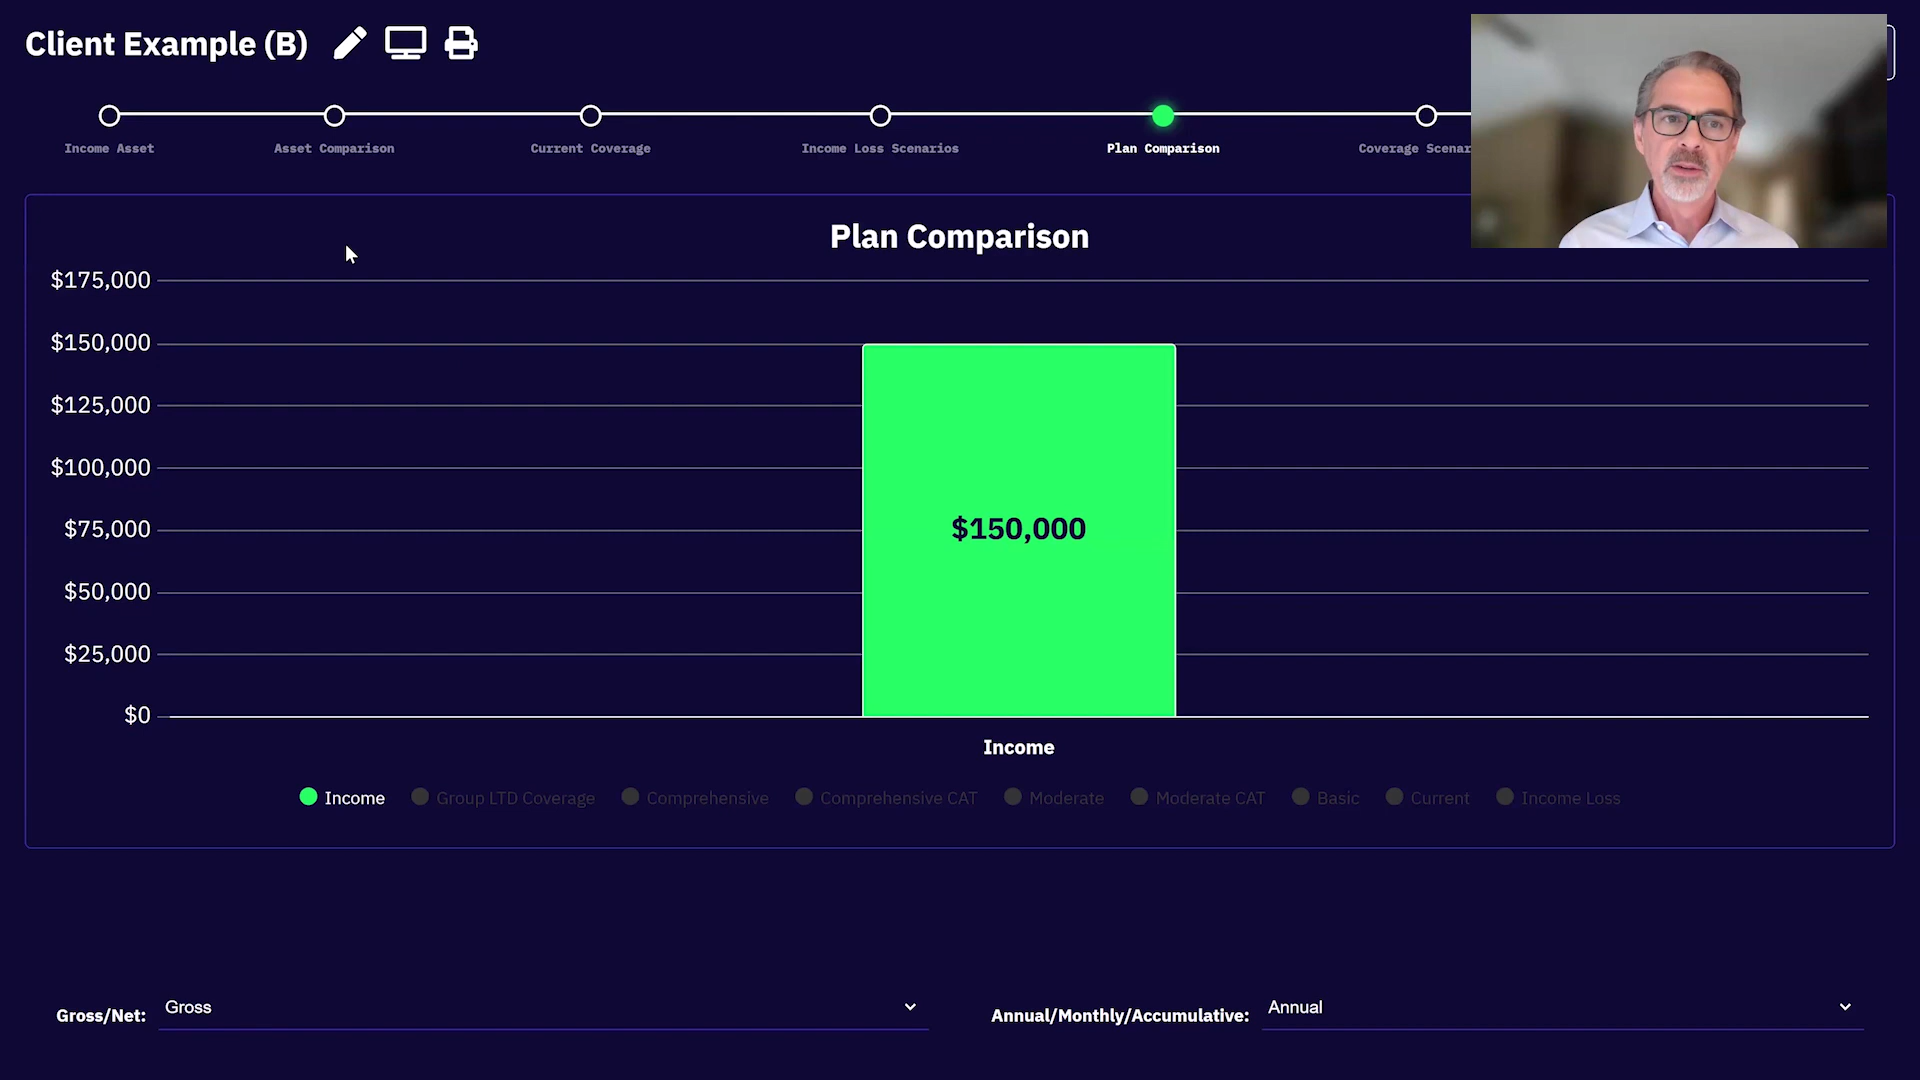 Client Example (B)
Income Asset
Asset Comparison
Current Coverage
Income Loss Scenarios
Plan Comparison
Coverage Scenar
Plan Comparison
$175,000
$150,000
$125,000
$100,000
$75,000
$50,000
$25,000
$0
$150,000
Income
Income Group LTD Coverage Comprehensive Comprehensive CAT Moderate Moderate CAT Basic Current Income Loss
Gross/Net: Gross
Annual/Monthly/Accumulative: Annual